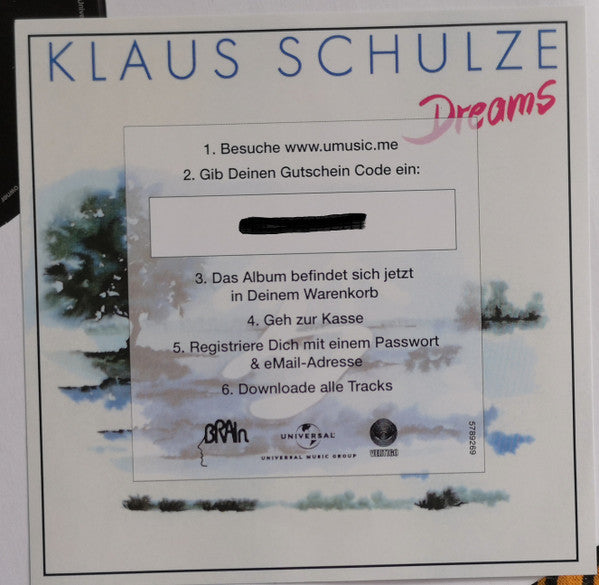 KLAUS SCHULZE
Dreams
1. Besuche www.umusic.me
2. Gib Deinen Gutschein Code ein:
3. Das Album befindet sich jetzt
in Deinem Warenkorb
4. Geh zur Kasse
5. Registriere Dich mit einem Passwort
& eMail-Adresse
6. Downloade alle Tracks
BRAIn
UNIVERSAL
UNIVERSAL MUSIC GROUP
VERTIGO
5789269